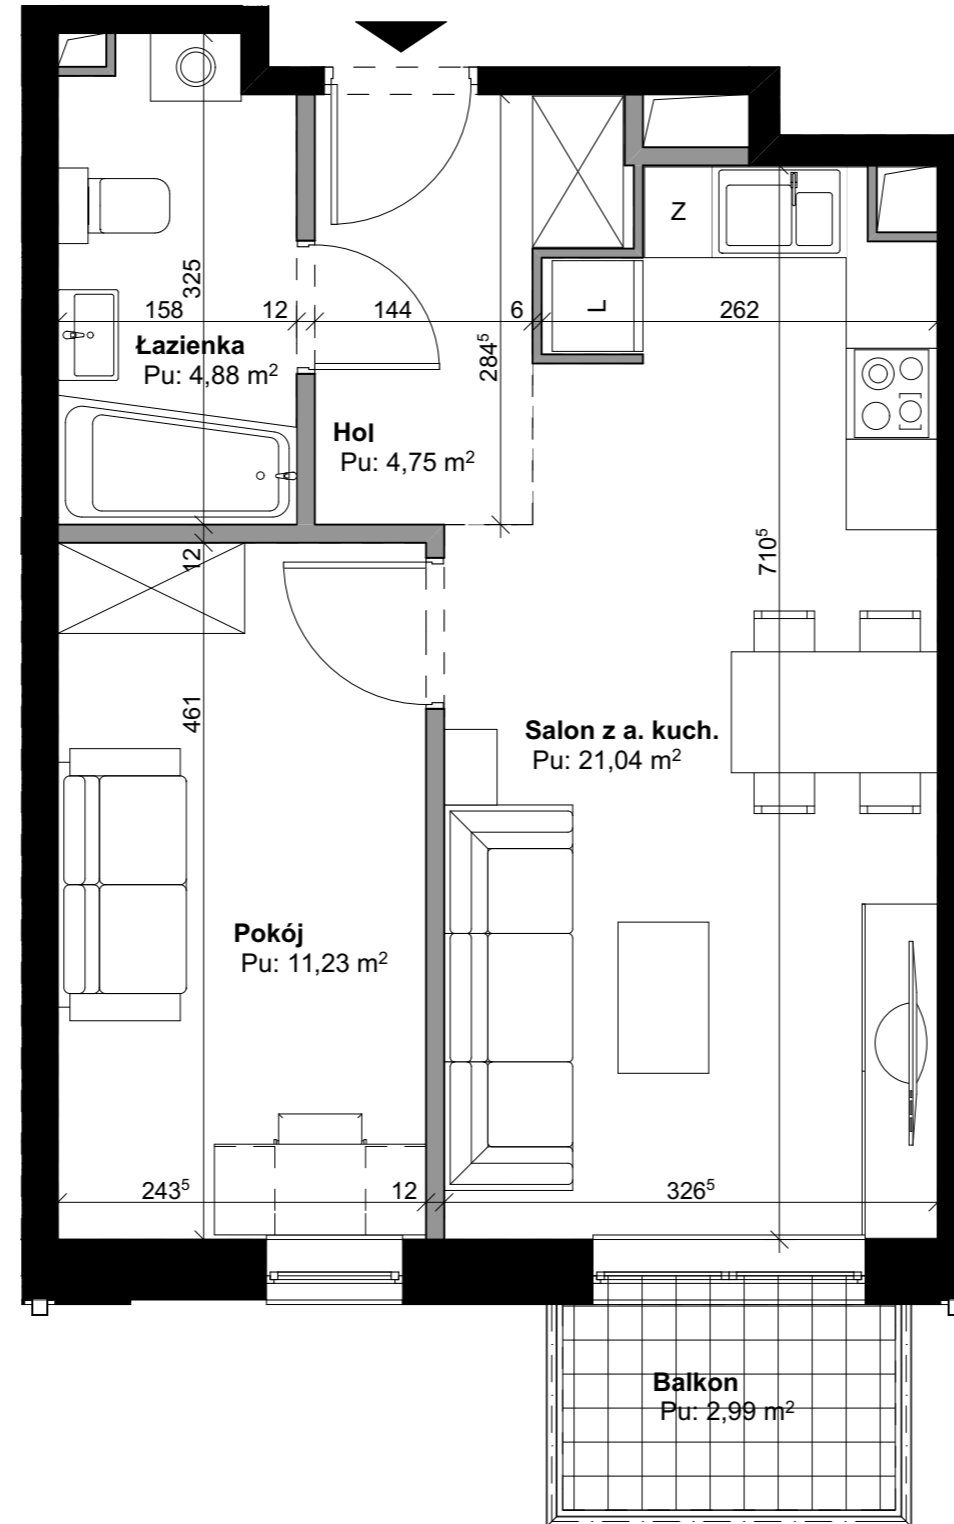 325
158
12
144
6
262
Łazienka
Pu: 4,88 m²
284⁵
L
Z
Hol
Pu: 4,75 m²
12
710⁵
461
Salon z a. kuch.
Pu: 21,04 m²
Pokój
Pu: 11,23 m²
243⁵
12
326⁵
Balkon
Pu: 2,99 m²